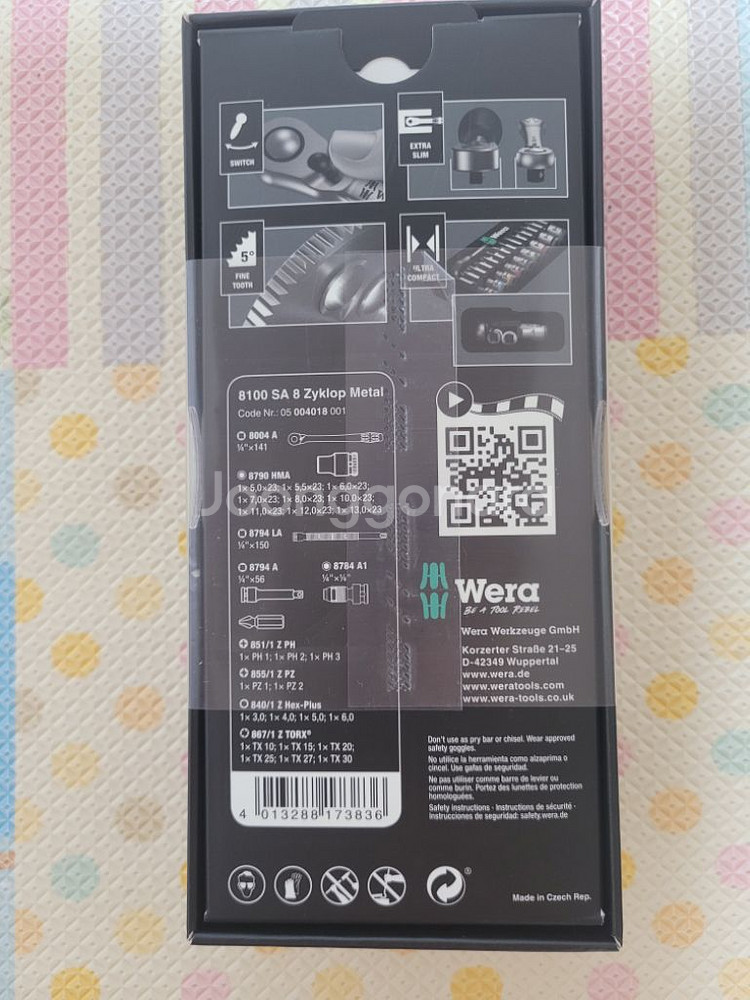 SWITCH
EXTRA
SLIM
5°
FINE
TOOTH
ULTRA
COMPACT
Wera
8100 SA 8 Zyklop Metal
Code Nr.: 05 004018 001
8004 A
¼"×141
8790 HMA
1× 5,0×23; 1× 5,5×23; 1× 6,0×23;
1× 7,0×23; 1× 8,0×23; 1× 10,0×23;
1× 11,0×23; 1× 12,0×23; 1× 13,0×23
8794 LA
¼"×150
8794 A
¼"×56
8784 A1
¼"×¼"
851/1 Z PH
1× PH 1; 1× PH 2; 1× PH 3
855/1 Z PZ
1× PZ 1; 1× PZ 2
840/1 Z Hex-Plus
1× 3,0; 1× 4,0; 1× 5,0; 1× 6,0
867/1 Z TORX®
1× TX 10; 1× TX 15; 1× TX 20;
1× TX 25; 1× TX 27; 1× TX 30
4 013288 173836
Wera
BE A TOOL REBEL
Wera Werkzeuge GmbH
Korzerter Straße 21–25
D-42349 Wuppertal
www.wera.de
www.weratools.com
www.wera-tools.co.uk
Don't use as pry bar or chisel. Wear approved
safety goggles.
No utilice la herramienta como alzaprima o
cincel. Use gafas de seguridad.
Ne pas utiliser comme barre de levier ou
comme burin. Portez des lunettes de protection
homologuées.
Safety instructions · Instructions de sécurité ·
Instrucciones de seguridad: safety.wera.de
®
Made in Czech Rep.